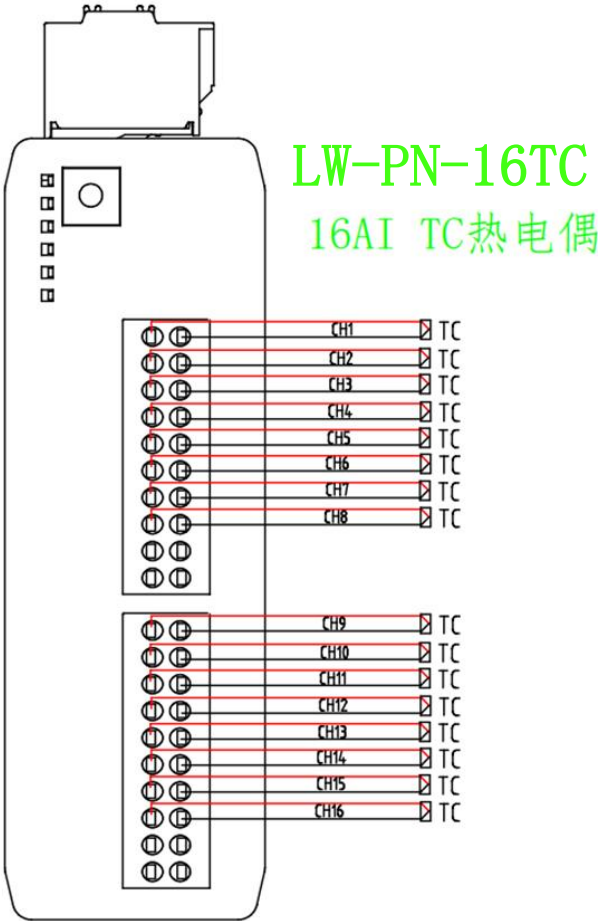 LW-PN-16TC
16AI TC热电偶
CH1 TC
CH2 TC
CH3 TC
CH4 TC
CH5 TC
CH6 TC
CH7 TC
CH8 TC
CH9 TC
CH10 TC
CH11 TC
CH12 TC
CH13 TC
CH14 TC
CH15 TC
CH16 TC